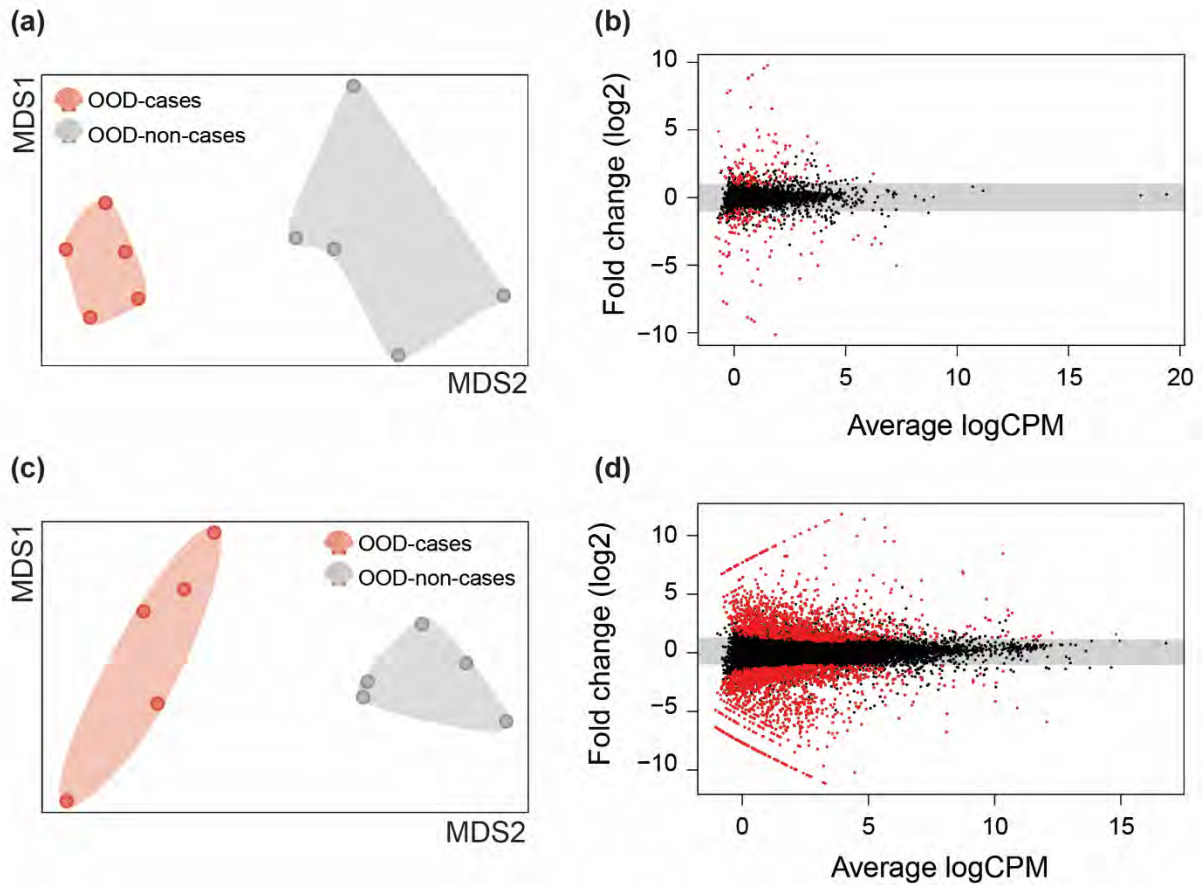 (a)
MDS1
OOD-cases
OOD-non-cases
MDS2
(b)
Fold change (log2)
10
5
0
−5
−10
0
5
10
15
20
Average logCPM
(c)
MDS1
OOD-cases
OOD-non-cases
MDS2
(d)
Fold change (log2)
10
5
0
−5
−10
0
5
10
15
Average logCPM